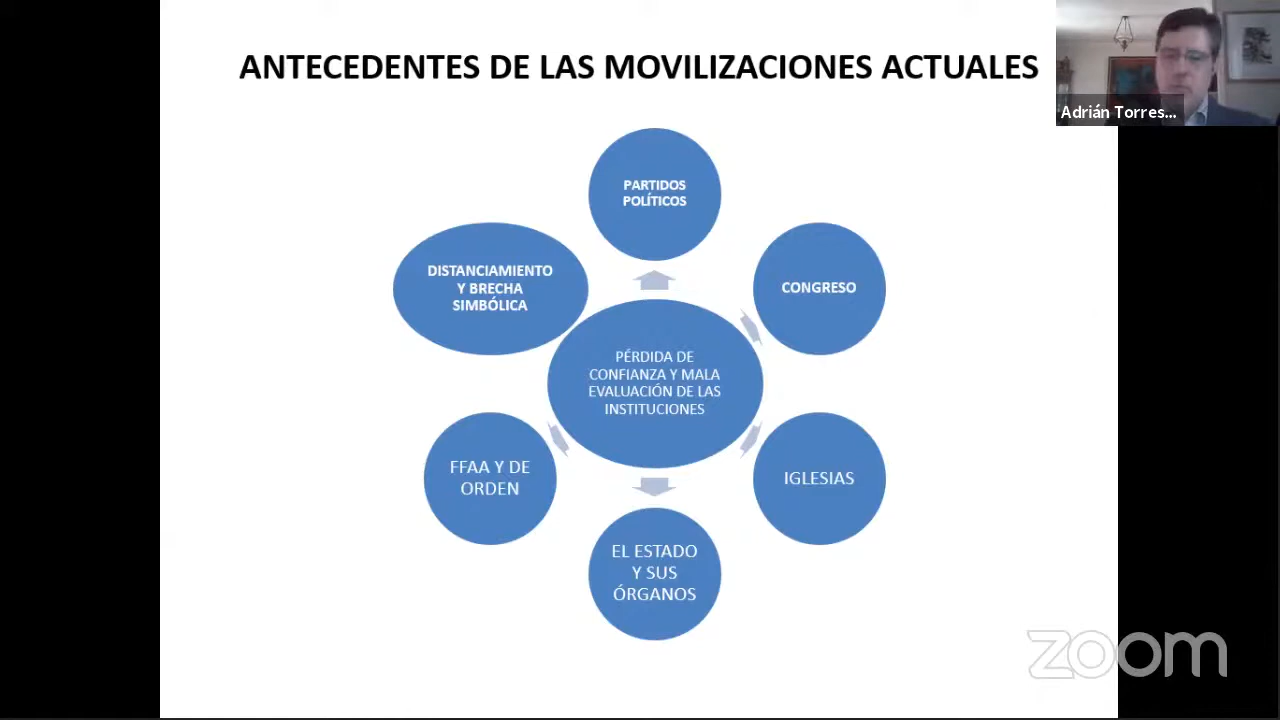 ANTECEDENTES DE LAS MOVILIZACIONES ACTUALES
Adrián Torres...
PARTIDOS
POLÍTICOS
DISTANCIAMIENTO
Y BRECHA
SIMBÓLICA
CONGRESO
PÉRDIDA DE
CONFIANZA Y MALA
EVALUACIÓN DE LAS
INSTITUCIONES
FFAA Y DE
ORDEN
IGLESIAS
EL ESTADO
Y SUS
ÓRGANOS
zoom